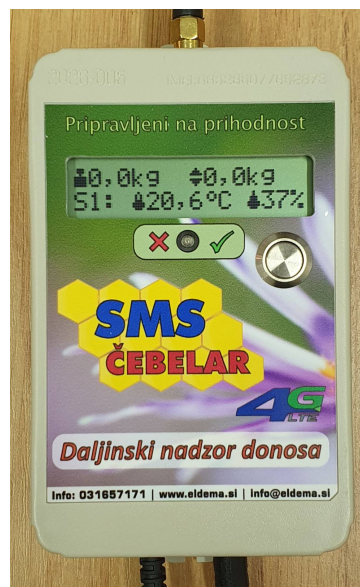 Pripravljeni na prihodnost
0,0kg 0,0kg
S1: 20,6°C 37%
SMS
ČEBELAR
4G
LTE
Daljinski nadzor donosa
Info: 031657171 | www.eldema.si | Info@eldema.si